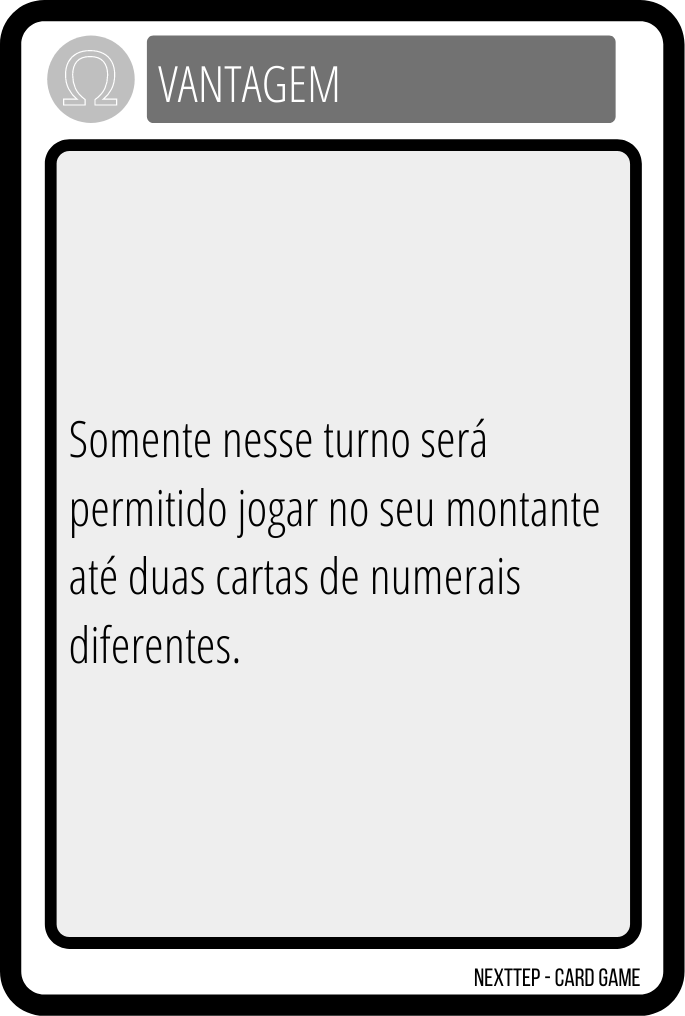 Ω VANTAGEM
Somente nesse turno será
permitido jogar no seu montante
até duas cartas de numerais
diferentes.
NEXTTEP - CARD GAME